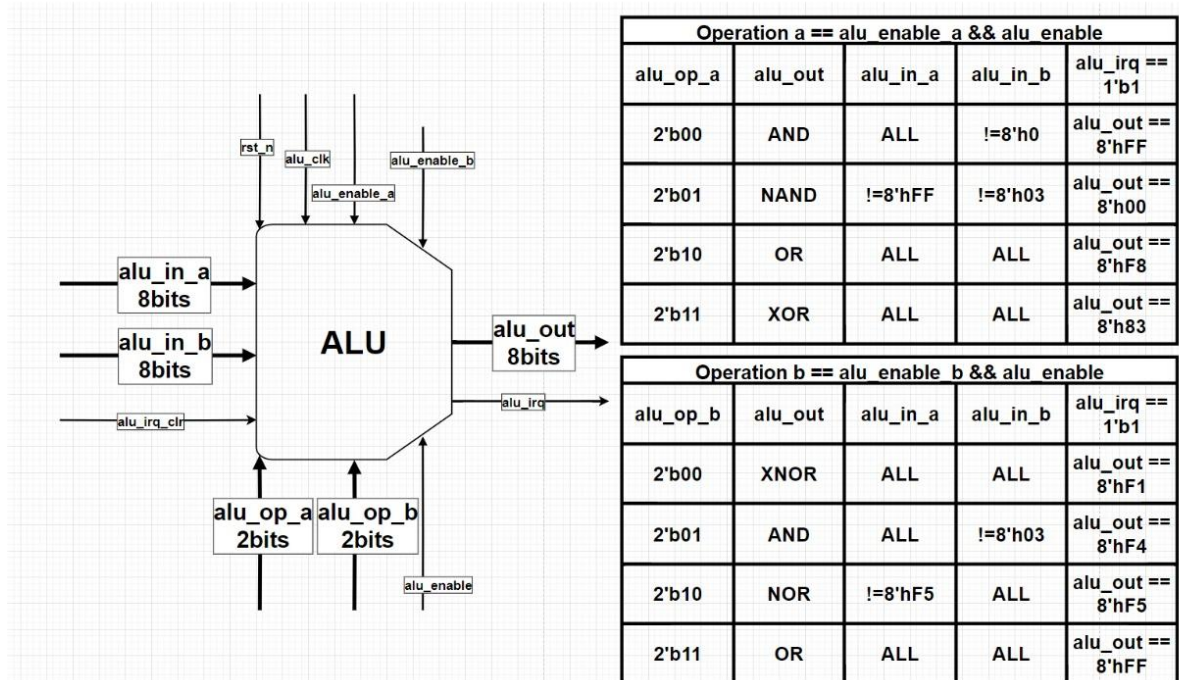 rst_n
alu_clk
alu_enable_a
alu_enable_b
alu_in_a
8bits
alu_in_b
8bits
alu_irq_clr
ALU
alu_out
8bits
alu_irq
alu_op_a
2bits
alu_op_b
2bits
alu_enable
Operation a == alu_enable_a && alu_enable
alu_op_a alu_out alu_in_a alu_in_b alu_irq ==
1'b1
2'b00 AND ALL !=8'h0 alu_out ==
8'hFF
2'b01 NAND !=8'hFF !=8'h03 alu_out ==
8'h00
2'b10 OR ALL ALL alu_out ==
8'hF8
2'b11 XOR ALL ALL alu_out ==
8'h83
Operation b == alu_enable_b && alu_enable
alu_op_b alu_out alu_in_a alu_in_b alu_irq ==
1'b1
2'b00 XNOR ALL ALL alu_out ==
8'hF1
2'b01 AND ALL !=8'h03 alu_out ==
8'hF4
2'b10 NOR !=8'hF5 ALL alu_out ==
8'hF5
2'b11 OR ALL ALL alu_out ==
8'hFF